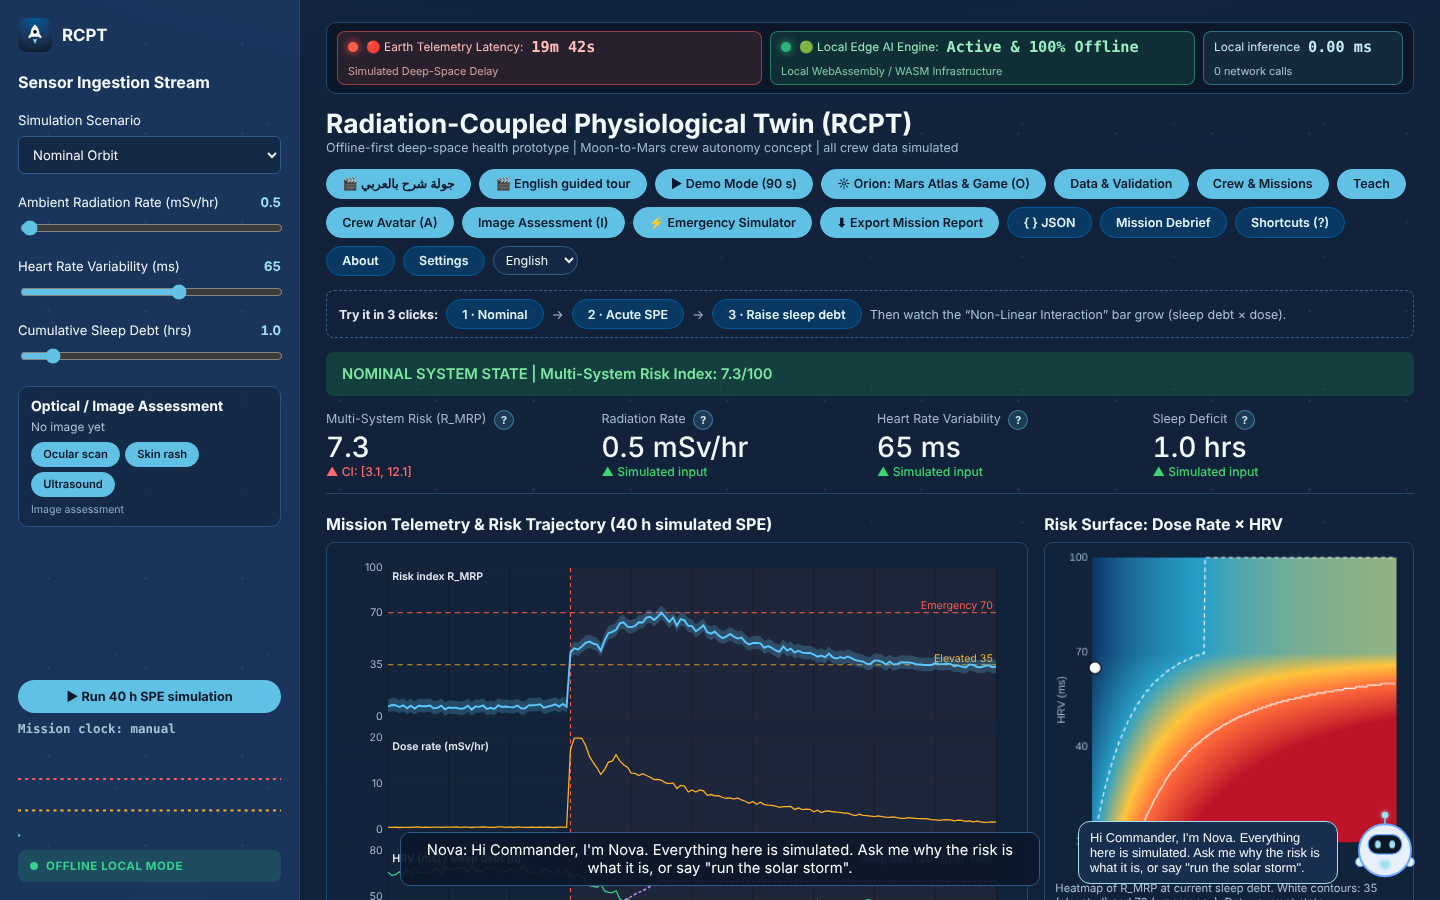 RCPT
Sensor Ingestion Stream
Simulation Scenario
Nominal Orbit
Ambient Radiation Rate (mSv/hr) 0.5
Heart Rate Variability (ms) 65
Cumulative Sleep Debt (hrs) 1.0
Optical / Image Assessment
No image yet
Ocular scan Skin rash
Ultrasound
Image assessment
▶ Run 40 h SPE simulation
Mission clock: manual
OFFLINE LOCAL MODE
🔴 Earth Telemetry Latency: 19m 42s
Simulated Deep-Space Delay
🟢 Local Edge AI Engine: Active & 100% Offline
Local WebAssembly / WASM Infrastructure
Local inference 0.00 ms
0 network calls
Radiation-Coupled Physiological Twin (RCPT)
Offline-first deep-space health prototype | Moon-to-Mars crew autonomy concept | all crew data simulated
🎬 جولة شرح بالعربي 🎬 English guided tour ▶ Demo Mode (90 s) ☼ Orion: Mars Atlas & Game (O) Data & Validation Crew & Missions Teach
Crew Avatar (A) Image Assessment (I) ⚡ Emergency Simulator ⬇ Export Mission Report { } JSON Mission Debrief Shortcuts (?)
About Settings English
Try it in 3 clicks: 1 · Nominal → 2 · Acute SPE → 3 · Raise sleep debt Then watch the “Non-Linear Interaction” bar grow (sleep debt × dose).
NOMINAL SYSTEM STATE | Multi-System Risk Index: 7.3/100
Multi-System Risk (R_MRP) ?
7.3
▲ CI: [3.1, 12.1]
Radiation Rate ?
0.5 mSv/hr
▲ Simulated input
Heart Rate Variability ?
65 ms
▲ Simulated input
Sleep Deficit ?
1.0 hrs
▲ Simulated input
Mission Telemetry & Risk Trajectory (40 h simulated SPE)
100
Risk index R_MRP
70
Emergency 70
35
Elevated 35
0
20
Dose rate (mSv/hr)
10
0
80
50
Nova: Hi Commander, I'm Nova. Everything here is simulated. Ask me why the risk is
what it is, or say "run the solar storm".
Risk Surface: Dose Rate × HRV
100
70
HRV (ms)
40
Hi Commander, I'm Nova. Everything
here is simulated. Ask me why the risk is
what it is, or say "run the solar storm".
Heatmap of R_MRP at current sleep debt. White contours: 35